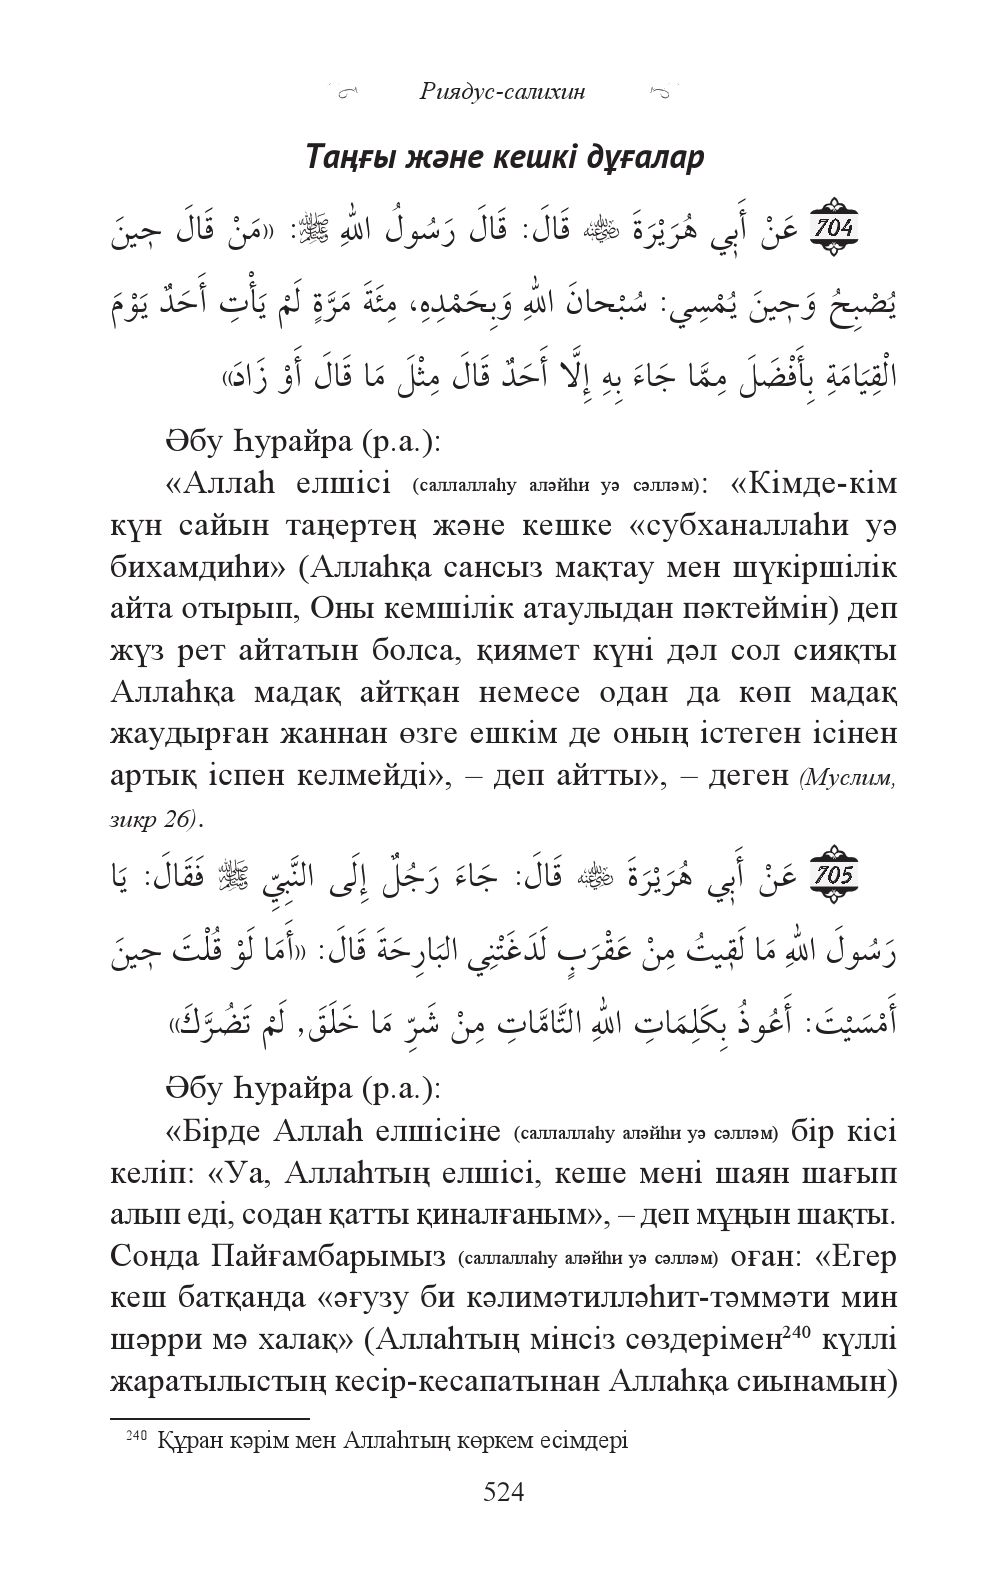 Риядус-салихин
Таңғы және кешкі дұғалар
704 عَنْ أَبِي هُرَيْرَةَ ﷺ قَالَ: قَالَ رَسُولُ اللهِ ﷺ: «مَنْ قَالَ حِينَ
يُصْبِحُ وَحِينَ يُمْسِي: سُبْحانَ اللهِ وَبِحَمْدِهِ، مِئَةَ مَرَّةٍ لَمْ يَأْتِ أَحَدٌ يَوْمَ
الْقِيَامَةِ بِأَفْضَلَ مِمَّا جَاءَ بِهِ إِلَّا أَحَدٌ قَالَ مِثْلَ مَا قَالَ أَوْ زَادَ»
Әбу Һурайра (р.а.):
«Аллаһ елшісі (саллаллаһу аләйһи уә сәлләм): «Кімде-кім
күн сайын таңертең және кешке «субханаллаһи уә
бихамдиһи» (Аллаһқа сансыз мақтау мен шүкіршілік
айта отырып, Оны кемшілік атаулыдан пәктеймін) деп
жүз рет айтатын болса, қиямет күні дәл сол сияқты
Аллаһқа мадақ айтқан немесе одан да көп мадақ
жаудырған жаннан өзге ешкім де оның істеген ісінен
артық іспен келмейді», – деп айтты», – деген (Муслим,
зикр 26).
705 عَنْ أَبِي هُرَيْرَةَ قَالَ: جَاءَ رَجُلٌ إِلَى النَّبِيِّ ﷺ فَقَالَ: يَا
رَسُولَ اللهِ مَا لَقِيتُ مِنْ عَقْرَبٍ لَدَغَتْنِي البَارِحَةَ قَالَ: «أَمَا لَوْ قُلْتَ حِينَ
أَمْسَيْتَ: أَعُوذُ بِكَلِمَاتِ اللهِ التَّامَّاتِ مِنْ شَرِّ مَا خَلَقَ, لَمْ تَضُرَّكَ»
Әбу Һурайра (р.а.):
«Бірде Аллаһ елшісіне (саллаллаһу аләйһи уә сәлләм) бір кісі
келіп: «Уа, Аллаһтың елшісі, кеше мені шаян шағып
алып еді, содан қатты қиналғаным», – деп мұңын шақты.
Сонда Пайғамбарымыз (саллаллаһу аләйһи уә сәлләм) оған: «Егер
кеш батқанда «әғузу би кәлимәтилләһит-тәммәти мин
шәрри мә халақ» (Аллаһтың мінсіз сөздерімен²⁴⁰ күллі
жаратылыстың кесір-кесапатынан Аллаһқа сиынамын)
²⁴⁰ Құран кәрім мен Аллаһтың көркем есімдері
524